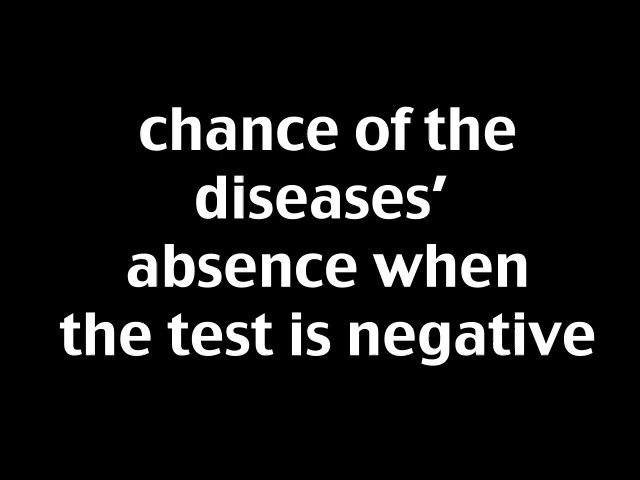 chance of the
diseases’
absence when
the test is negative